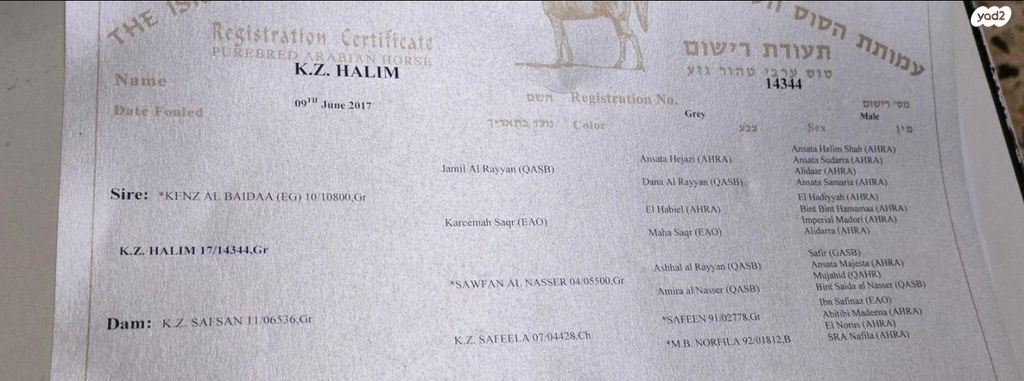 yad2
THE ISR
עמותת הסוס
Registration Certificate
PUREBRED ARABIAN HORSE
תעודת רישום
סוס ערבי טהור גזע
Name K.Z. HALIM השם Registration No. 14344 מס' רישום
Date Foaled 09TH June 2017 נולד בתאריך Color Grey צבע Sex Male מין
Ansata Halim Shah (AHRA)
Ansata Hejazi (AHRA)
Ansata Sudarra (AHRA)
Jamil Al Rayyan (QASB)
Alidaar (AHRA)
Dana Al Rayyan (QASB)
Ansata Samaria (AHRA)
Sire: *KENZ AL BAIDAA (EG) 10/10800,Gr
El Hadiyyah (AHRA)
El Habiel (AHRA)
Bint Bint Hamamaa (AHRA)
Kareemah Saqr (EAO)
Imperial Madori (AHRA)
Maha Saqr (EAO)
Alidarra (AHRA)
K.Z. HALIM 17/14344,Gr
Safir (GASB)
Ashhal al Rayyan (QASB)
Ansata Majesta (AHRA)
*SAWFAN AL NASSER 04/05500,Gr
Mujahid (QAHR)
Amira al Nasser (QASB)
Bint Saida al Nasser (QASB)
Dam: K.Z. SAFSAN 11/06536,Gr
Ibn Safinaz (EAO)
*SAFEEN 91/02778,Gr
Abitibi Madeena (AHRA)
K.Z. SAFEELA 07/04428,Ch
El Norus (AHRA)
*M.B. NORFILA 92/01812,B
SRA Nafila (AHRA)